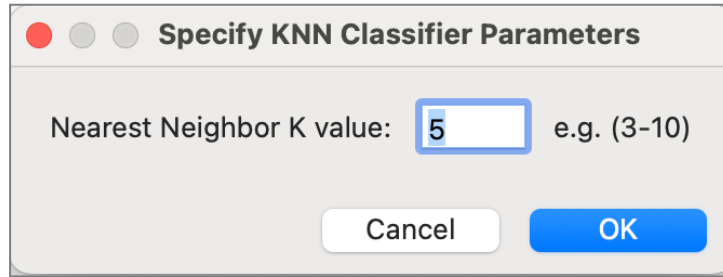 Specify KNN Classifier Parameters
Nearest Neighbor K value: 5 e.g. (3-10)
Cancel OK